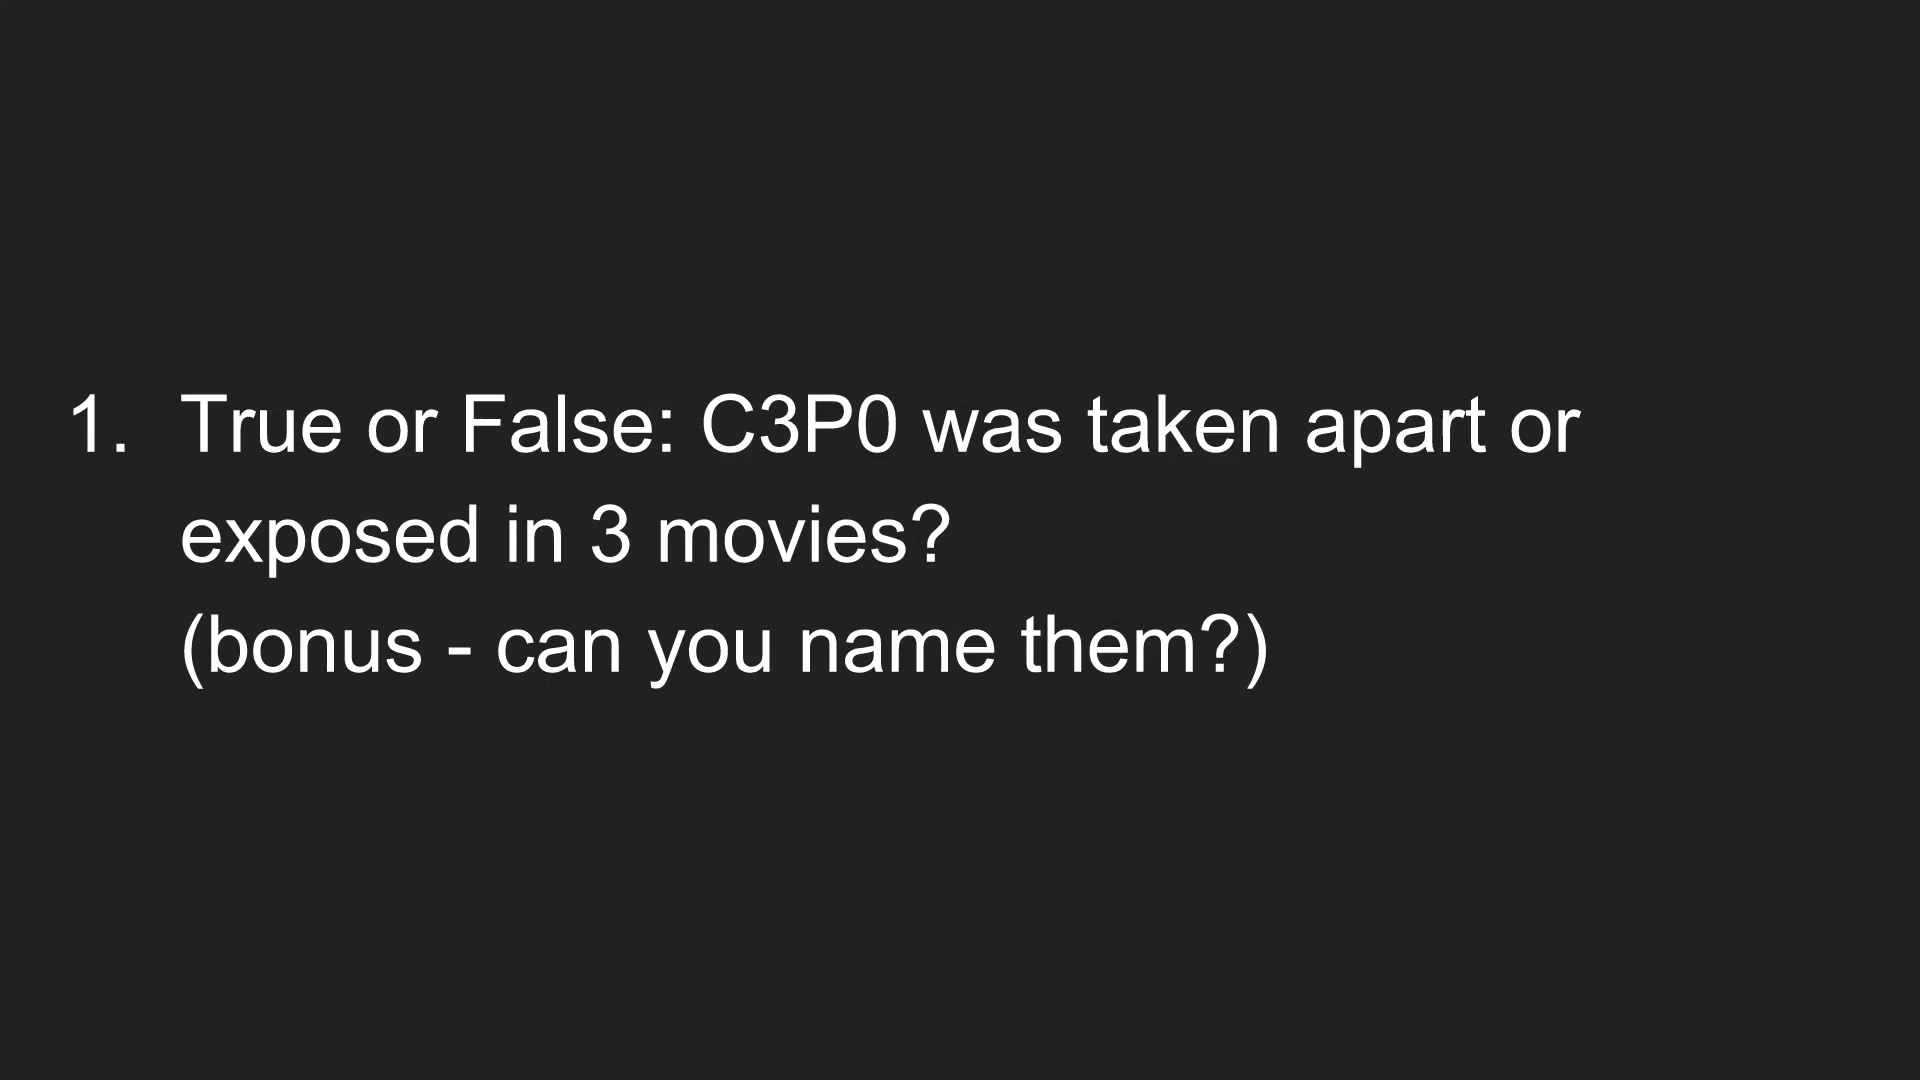 1. True or False: C3P0 was taken apart or
exposed in 3 movies?
(bonus - can you name them?)